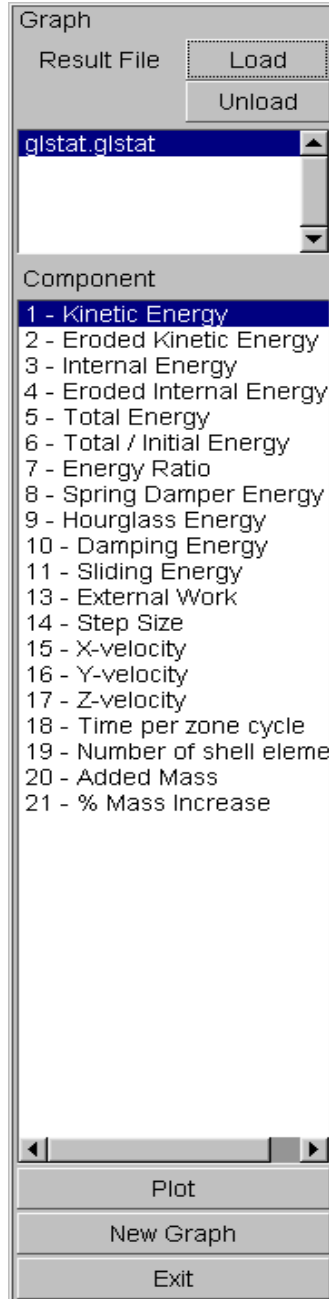 Graph
Result File Load
Unload
glstat.glstat
Component
1 - Kinetic Energy
2 - Eroded Kinetic Energy
3 - Internal Energy
4 - Eroded Internal Energy
5 - Total Energy
6 - Total / Initial Energy
7 - Energy Ratio
8 - Spring Damper Energy
9 - Hourglass Energy
10 - Damping Energy
11 - Sliding Energy
13 - External Work
14 - Step Size
15 - X-velocity
16 - Y-velocity
17 - Z-velocity
18 - Time per zone cycle
19 - Number of shell eleme
20 - Added Mass
21 - % Mass Increase
Plot
New Graph
Exit